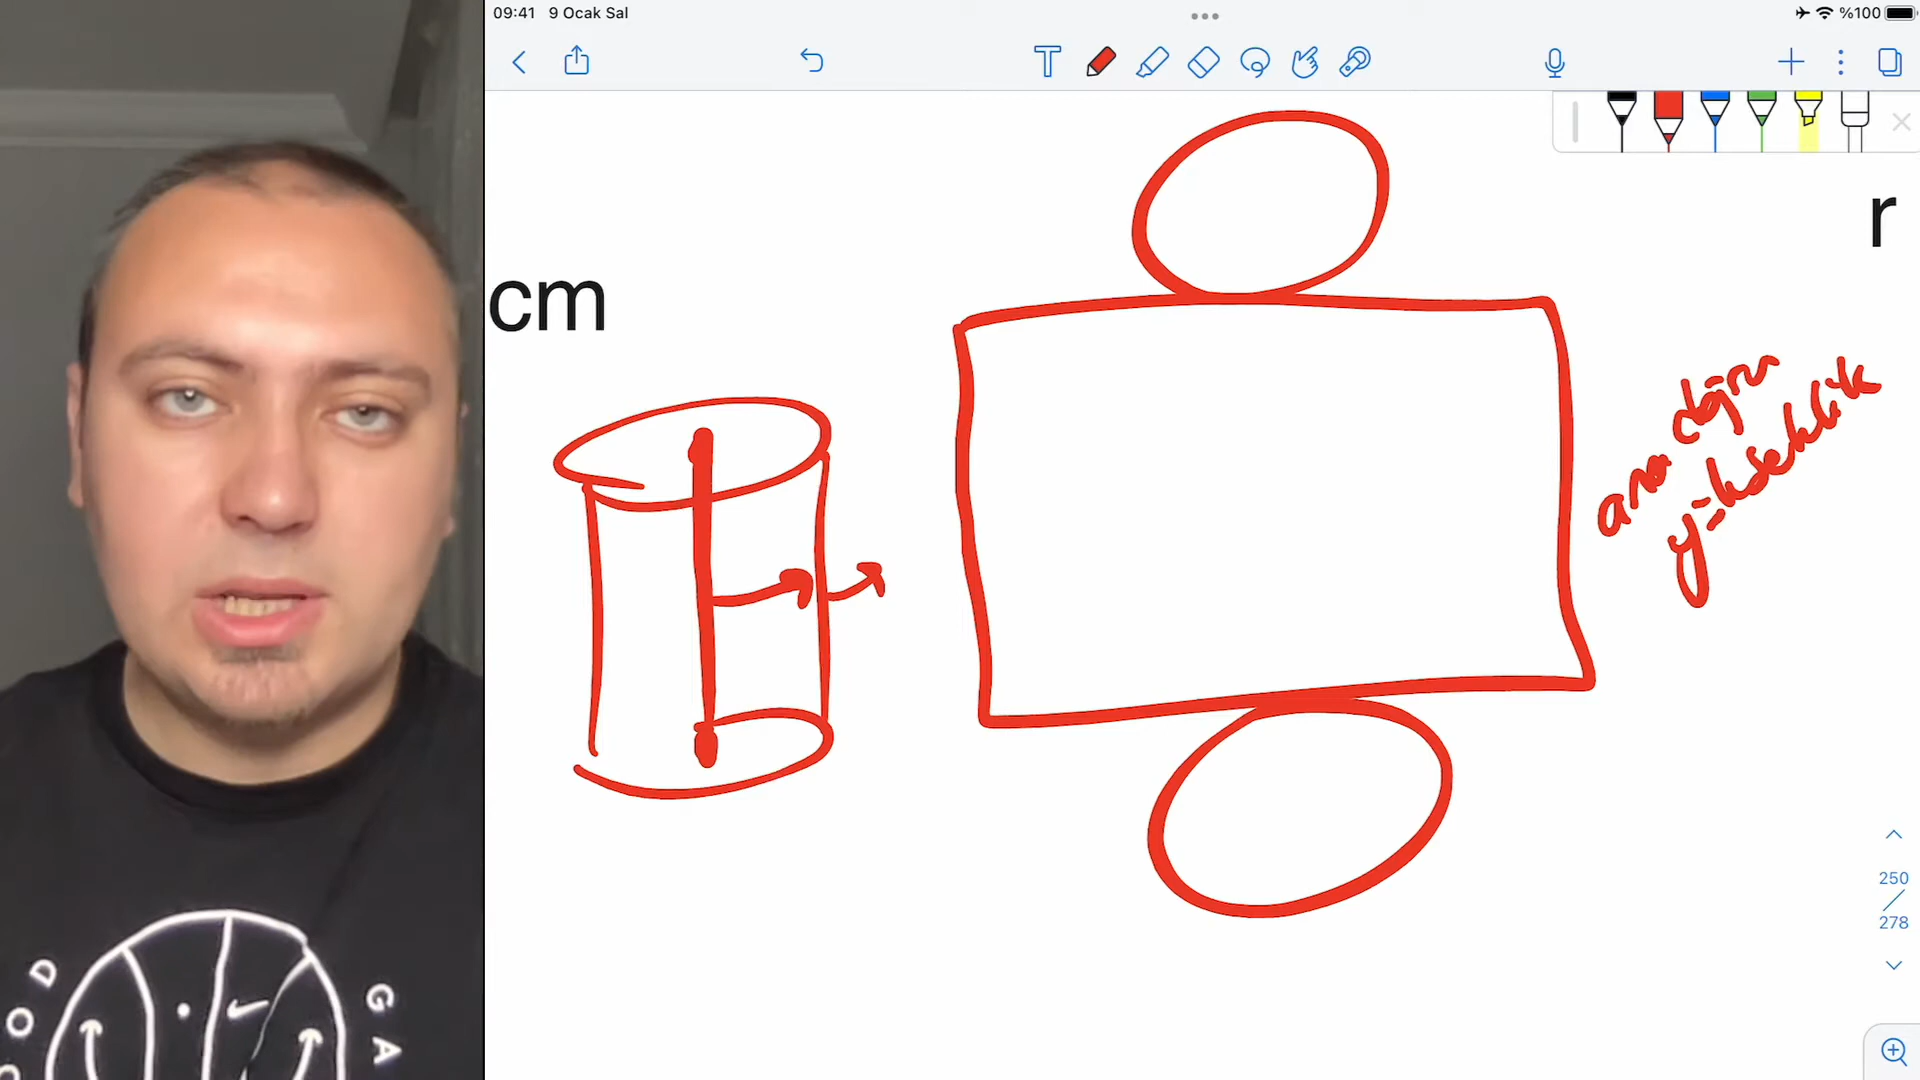 09:41 9 Ocak Sal
%100
T
r
cm
ana doğru
yükseklik
250
278
D
O
G
A